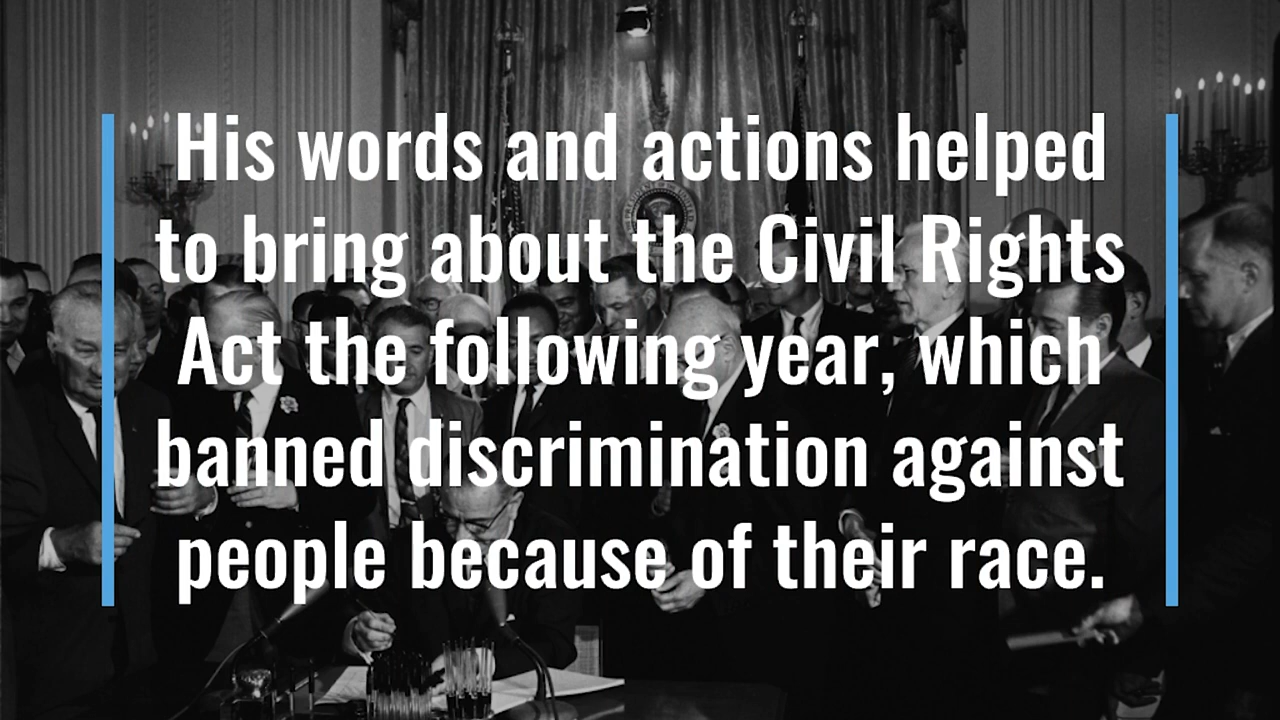 His words and actions helped
to bring about the Civil Rights
Act the following year, which
banned discrimination against
people because of their race.